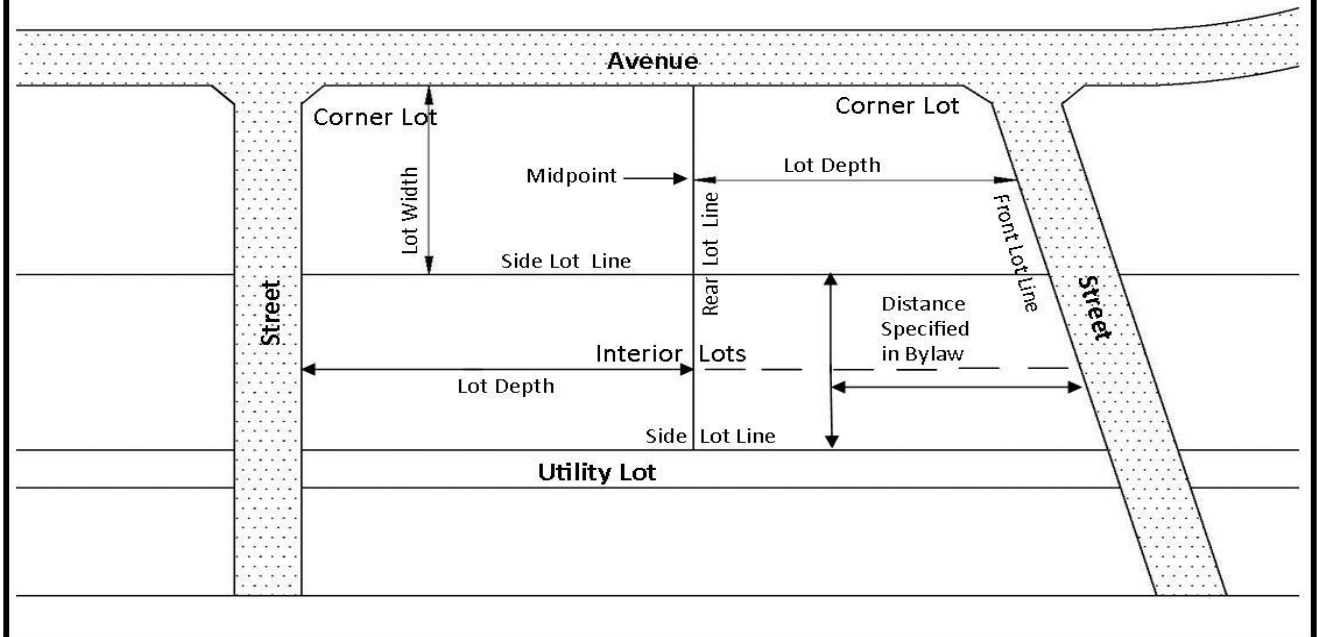 Avenue
Corner Lot
Corner Lot
Lot Depth
Midpoint
Lot Width
Rear Lot Line
Front Lot Line
Side Lot Line
Street
Street
Distance
Specified
in Bylaw
Interior Lots
Lot Depth
Side Lot Line
Utility Lot